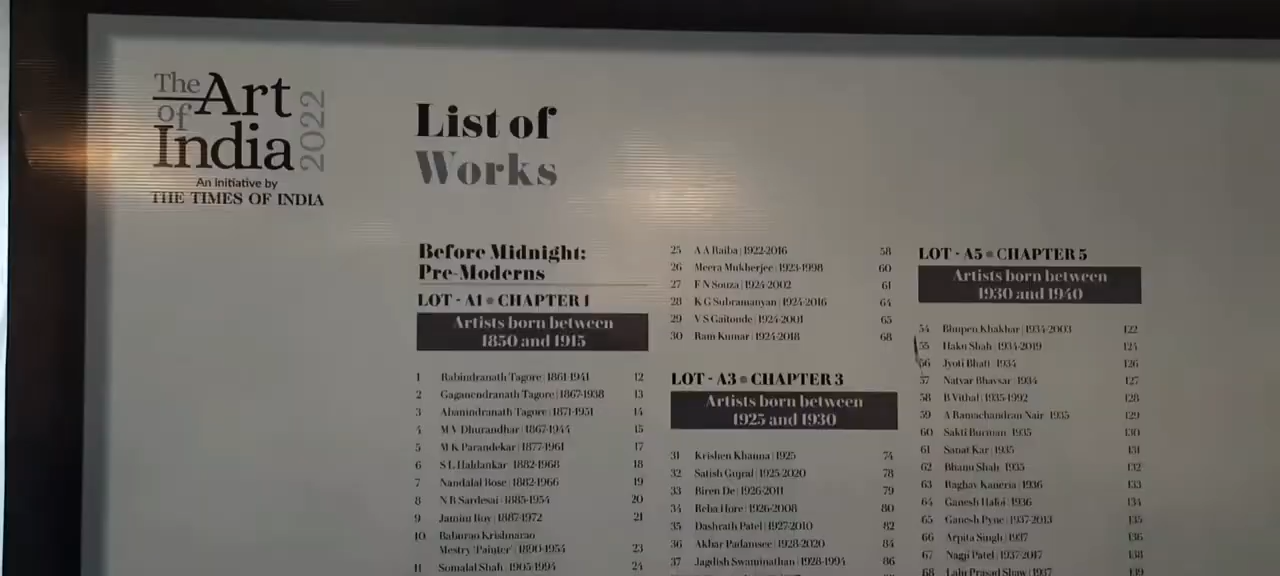 The Art
of
India
2022
An initiative by
THE TIMES OF INDIA
List of
Works
Before Midnight:
Pre-Moderns
LOT - A1 • CHAPTER 1
Artists born between
1850 and 1915
1 Rabindranath Tagore | 1861-1941 12
2 Gaganendranath Tagore | 1867-1938 13
3 Abanindranath Tagore | 1871-1951 14
4 M V Dhurandhar | 1867-1944 15
5 M K Parandekar | 1877-1961 17
6 S L Haldankar | 1882-1968 18
7 Nandalal Bose | 1882-1966 19
8 N R Sardesai | 1885-1954 20
9 Jamini Roy | 1887-1972 21
10 Baburao Krishnarao
Mestry 'Painter' | 1890-1954 23
11 Somalal Shah | 1905-1994 24
25 A A Raiba | 1922-2016 58
26 Meera Mukherjee | 1923-1998 60
27 F N Souza | 1924-2002 61
28 K G Subramanyan | 1924-2016 64
29 V S Gaitonde | 1924-2001 65
30 Ram Kumar | 1924-2018 68
LOT - A3 • CHAPTER 3
Artists born between
1925 and 1930
31 Krishen Khanna | 1925 74
32 Satish Gujral | 1925-2020 78
33 Biren De | 1926-2011 79
34 Reba Hore | 1926-2008 80
35 Dashrath Patel | 1927-2010 82
36 Akbar Padamsee | 1928-2020 84
37 Jagdish Swaminathan | 1928-1994 86
LOT - A5 • CHAPTER 5
Artists born between
1930 and 1940
54 Bhupen Khakhar | 1934-2003 122
55 Haku Shah | 1934-2019 124
56 Jyoti Bhatt | 1934 126
57 Natvar Bhavsar | 1934 127
58 B Vithal | 1935-1992 128
59 A Ramachandran Nair | 1935 129
60 Sakti Burman | 1935 130
61 Sanat Kar | 1935 131
62 Bhanu Shah | 1935 132
63 Raghav Kaneria | 1936 133
64 Ganesh Haloi | 1936 134
65 Ganesh Pyne | 1937-2013 135
66 Arpita Singh | 1937 136
67 Nagji Patel | 1937-2017 138
68 Lalu Prasad Shaw | 1937 139